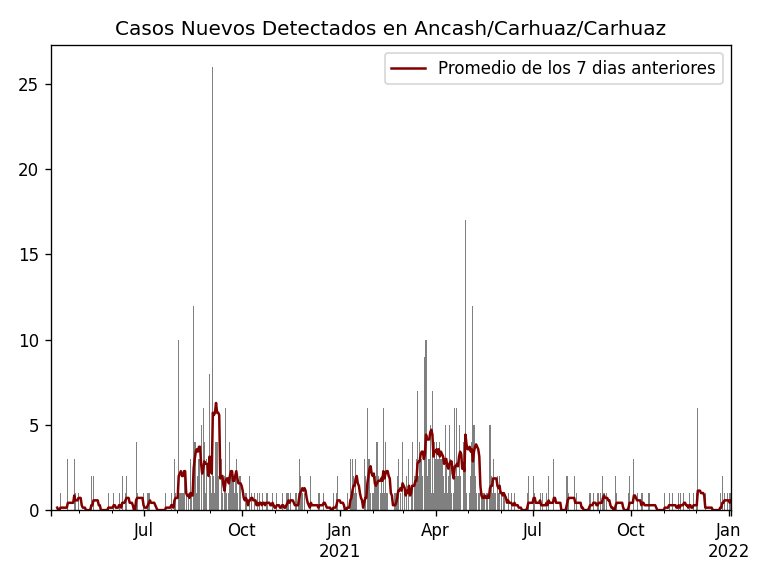 Casos Nuevos Detectados en Ancash/Carhuaz/Carhuaz
Promedio de los 7 dias anteriores
25
20
15
10
5
0
Jul Oct Jan Apr Jul Oct Jan
2021 2022